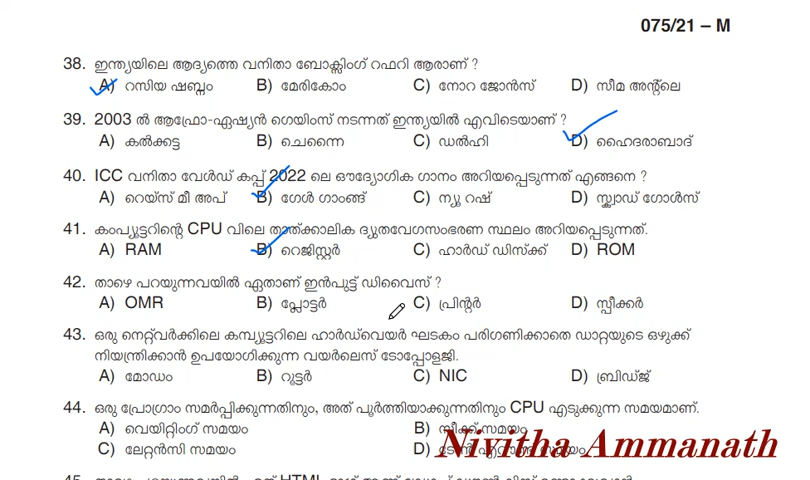 075/21 – M
38. ഇന്ത്യയിലെ ആദ്യത്തെ വനിതാ ബോക്സിംഗ് റഫറി ആരാണ് ?
A) റസിയ ഷബ്നം B) മേരികോം C) നോറ ജോൻസ് D) സീമ അന്റ്ലെ
39. 2003 ൽ ആഫ്രോ-ഏഷ്യൻ ഗെയിംസ് നടന്നത് ഇന്ത്യയിൽ എവിടെയാണ് ?
A) കൽക്കട്ട B) ചെന്നൈ C) ഡൽഹി D) ഹൈദരാബാദ്
40. ICC വനിതാ വേൾഡ് കപ്പ് 2022 ലെ ഔദ്യോഗിക ഗാനം അറിയപ്പെടുന്നത് എങ്ങനെ ?
A) റെയ്സ് മീ അപ് B) ഗേൾ ഗാംങ്ങ് C) ന്യൂ റഷ് D) സ്ക്വാഡ് ഗോൾസ്
41. കംപ്യൂട്ടറിന്റെ CPU വിലെ താത്ക്കാലിക ദ്രുതവേഗസംഭരണ സ്ഥലം അറിയപ്പെടുന്നത്.
A) RAM B) റെജിസ്റ്റർ C) ഹാർഡ് ഡിസ്ക്ക് D) ROM
42. താഴെ പറയുന്നവയിൽ ഏതാണ് ഇൻപുട്ട് ഡിവൈസ് ?
A) OMR B) പ്ലോട്ടർ C) പ്രിന്റർ D) സ്പീക്കർ
43. ഒരു നെറ്റ്‌വർക്കിലെ കമ്പ്യൂട്ടറിലെ ഹാർഡ്‌വെയർ ഘടകം പരിഗണിക്കാതെ ഡാറ്റയുടെ ഒഴുക്ക്
നിയന്ത്രിക്കാൻ ഉപയോഗിക്കുന്ന വയർലെസ് ടോപ്പോളജി.
A) മോഡം B) റൂട്ടർ C) NIC D) ബ്രിഡ്ജ്
44. ഒരു പ്രോഗ്രാം സമർപ്പിക്കുന്നതിനും, അത് പൂർത്തിയാക്കുന്നതിനും CPU എടുക്കുന്ന സമയമാണ്.
A) വെയിറ്റിംഗ് സമയം B) സീക്ക് സമയം
C) ലേറ്റൻസി സമയം D) സമയം
Nivitha Ammanath